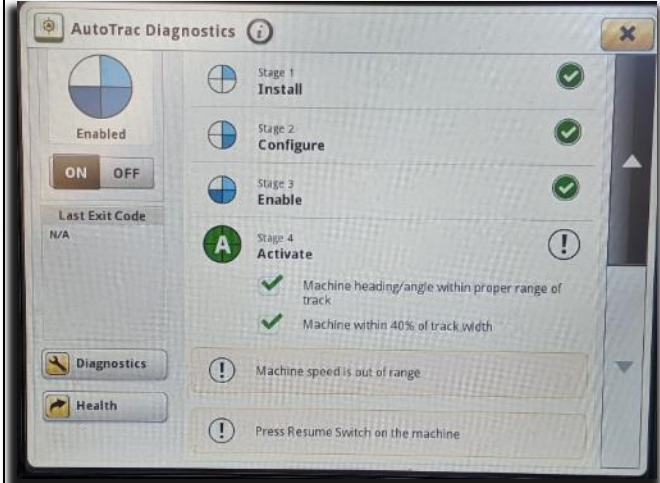 AutoTrac Diagnostics i
Stage 1
Install
Stage 2
Configure
Enabled
ON OFF
Stage 3
Enable
Last Exit Code
N/A
A
Stage 4
Activate
!
Machine heading/angle within proper range of
track
Machine within 40% of track width
Diagnostics
! Machine speed is out of range
Health
! Press Resume Switch on the machine